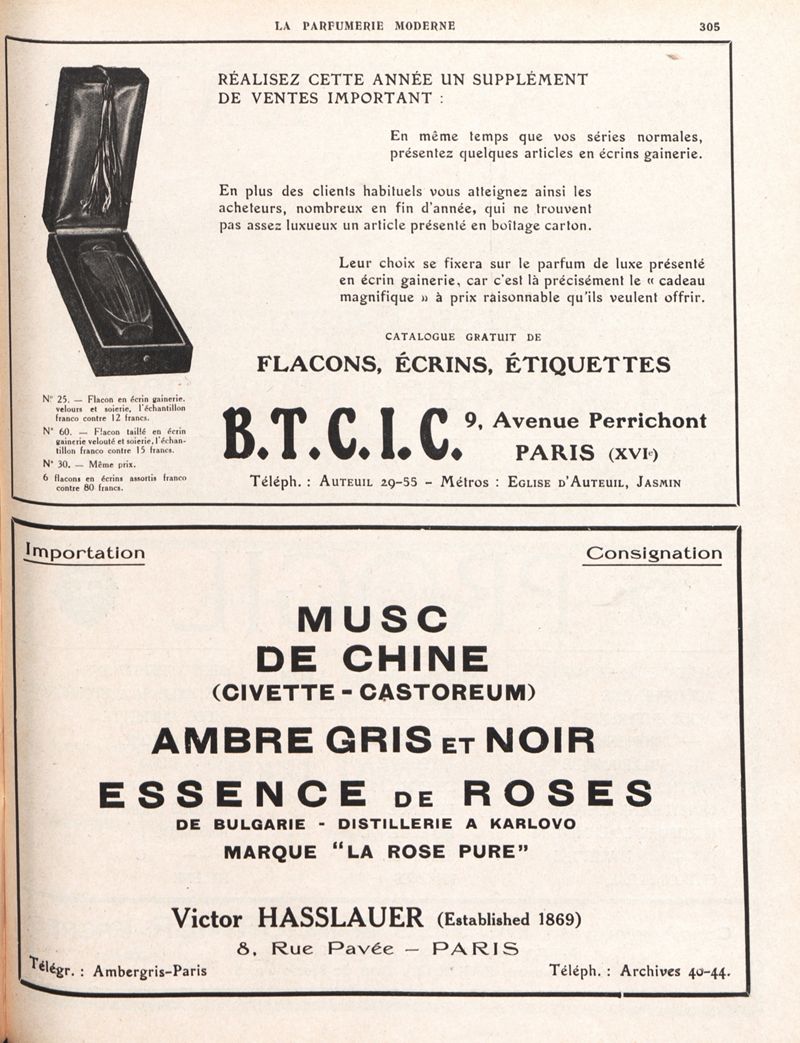 LA PARFUMERIE MODERNE
305
RÉALISEZ CETTE ANNÉE UN SUPPLÉMENT
DE VENTES IMPORTANT :
En même temps que vos séries normales,
présentez quelques articles en écrins gainerie.
En plus des clients habituels vous atteignez ainsi les
acheteurs, nombreux en fin d'année, qui ne trouvent
pas assez luxueux un article présenté en boîtage carton.
Leur choix se fixera sur le parfum de luxe présenté
en écrin gainerie, car c'est là précisément le « cadeau
magnifique » à prix raisonnable qu'ils veulent offrir.
CATALOGUE GRATUIT DE
FLACONS, ÉCRINS, ÉTIQUETTES
N° 25. — Flacon en écrin gainerie.
velours et soierie, l'échantillon
franco contre 12 francs.
N° 60. — Flacon taillé en écrin
gainerie velouté et soierie, l'échan-
tillon franco contre 15 francs.
N° 30. — Même prix.
6 flacons en écrins assortis franco
contre 80 francs.
B.T.C.I.C. 9, Avenue Perrichont
PARIS (XVIe)
Téléph. : AUTEUIL 29-55 - Métros : EGLISE D'AUTEUIL, JASMIN
Importation
Consignation
MUSC
DE CHINE
(CIVETTE - CASTOREUM)
AMBRE GRIS ET NOIR
ESSENCE DE ROSES
DE BULGARIE - DISTILLERIE A KARLOVO
MARQUE "LA ROSE PURE"
Victor HASSLAUER (Established 1869)
8, Rue Pavée — PARIS
Télégr. : Ambergris-Paris
Téléph. : Archives 40-44.